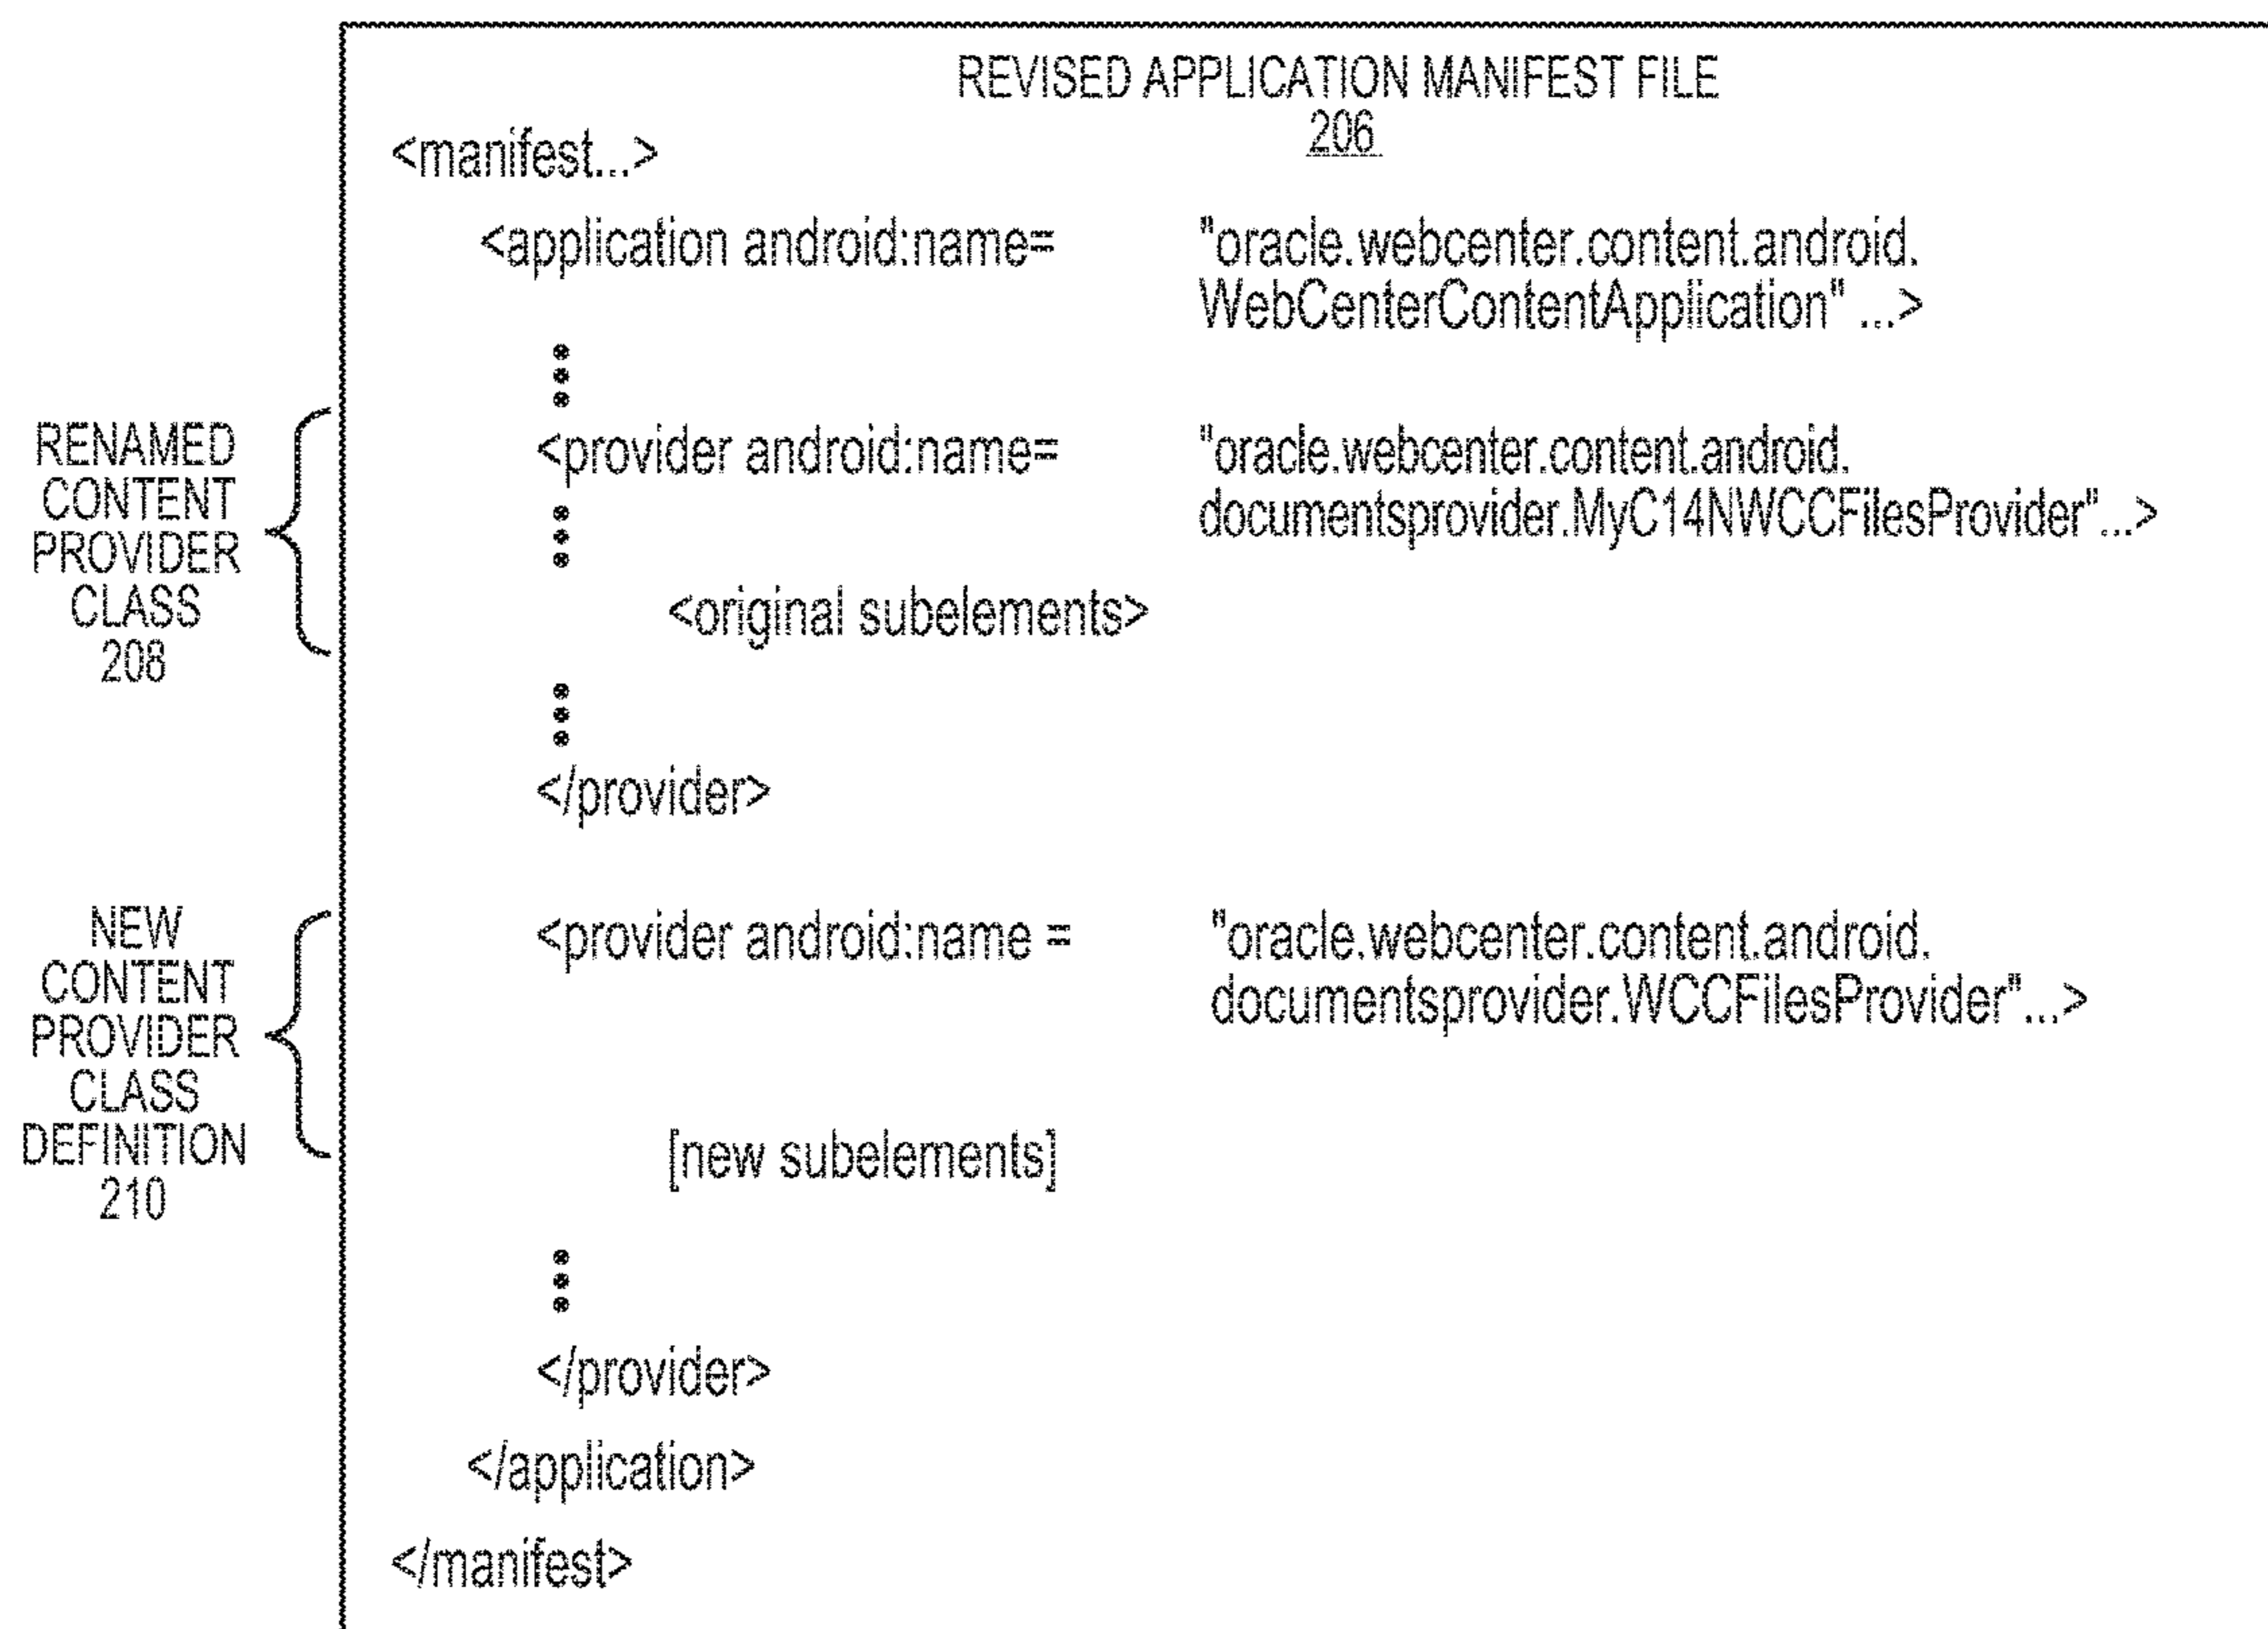 REVISED APPLICATION MANIFEST FILE
206
<manifest...>
<application android:name= "oracle.webcenter.content.android.
WebCenterContentApplication" ...>
RENAMED
CONTENT
PROVIDER
CLASS
208
<provider android:name= "oracle.webcenter.content.android.
documentsprovider.MyC14NWCCFilesProvider"...>
<original subelements>
</provider>
NEW
CONTENT
PROVIDER
CLASS
DEFINITION
210
<provider android:name = "oracle.webcenter.content.android.
documentsprovider.WCCFilesProvider"...>
[new subelements]
</provider>
</application>
</manifest>